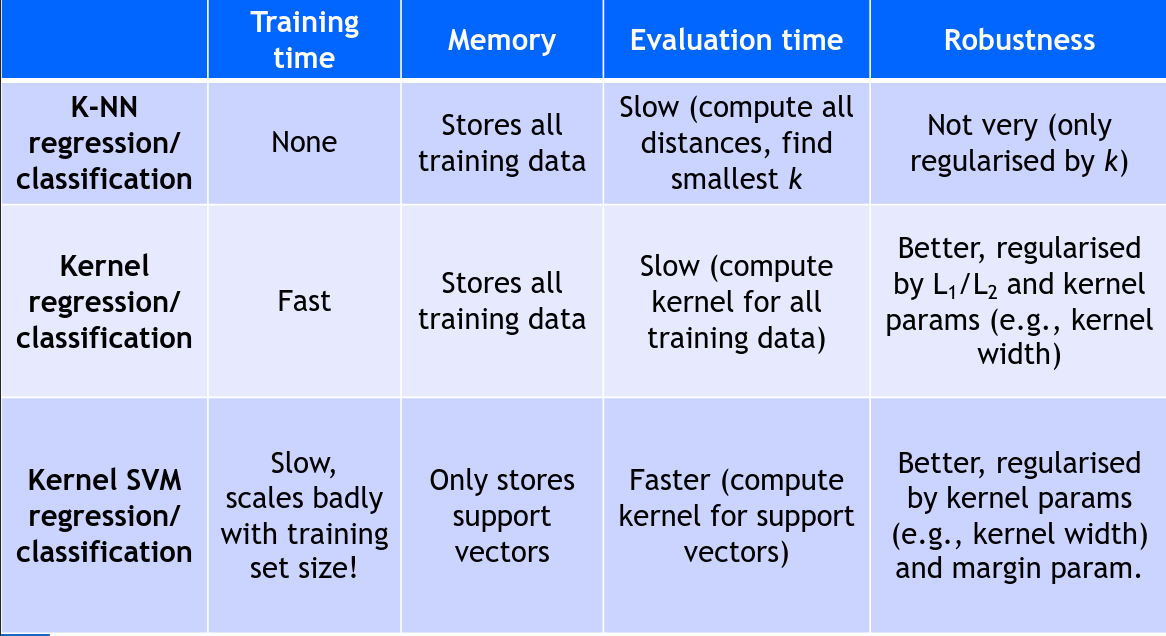 Training
time
Memory
Evaluation time
Robustness
K-NN
regression/
classification
None
Stores all
training data
Slow (compute all
distances, find
smallest k
Not very (only
regularised by k)
Kernel
regression/
classification
Fast
Stores all
training data
Slow (compute
kernel for all
training data)
Better, regularised
by L₁/L₂ and kernel
params (e.g., kernel
width)
Kernel SVM
regression/
classification
Slow,
scales badly
with training
set size!
Only stores
support
vectors
Faster (compute
kernel for support
vectors)
Better, regularised
by kernel params
(e.g., kernel width)
and margin param.